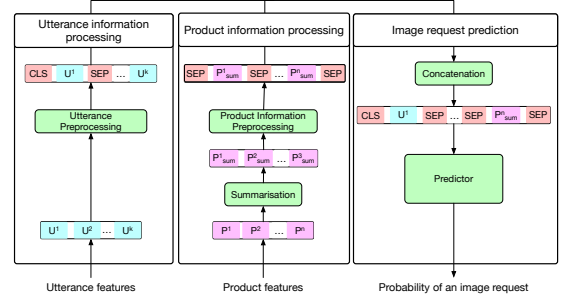 Utterance information
processing
CLS U¹ SEP ... Uᵏ
Utterance
Preprocessing
U¹ U² ... Uᵏ
Utterance features
Product information processing
SEP P¹sum SEP ... Pⁿsum SEP
Product Information
Preprocessing
P¹sum P²sum ... P³sum
Summarisation
P¹ P² ... Pⁿ
Product features
Image request prediction
Concatenation
CLS U¹ SEP ... SEP Pⁿsum SEP
Predictor
Probability of an image request